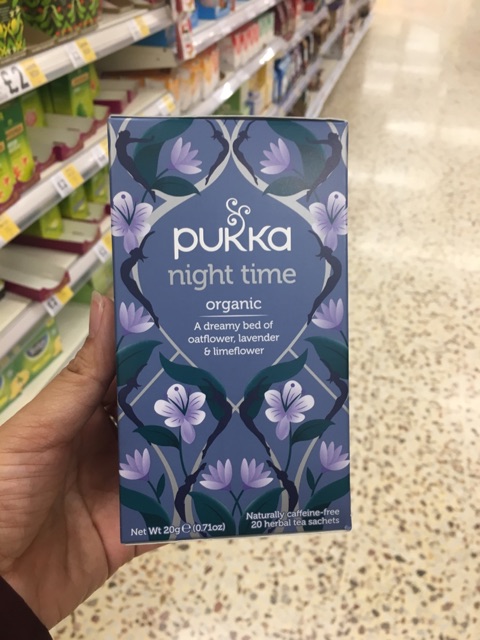 £2
pukka
night time
organic
A dreamy bed of
oatflower, lavender
& limeflower
Net Wt 20g e (0.71oz)
Naturally caffeine-free
20 herbal tea sachets